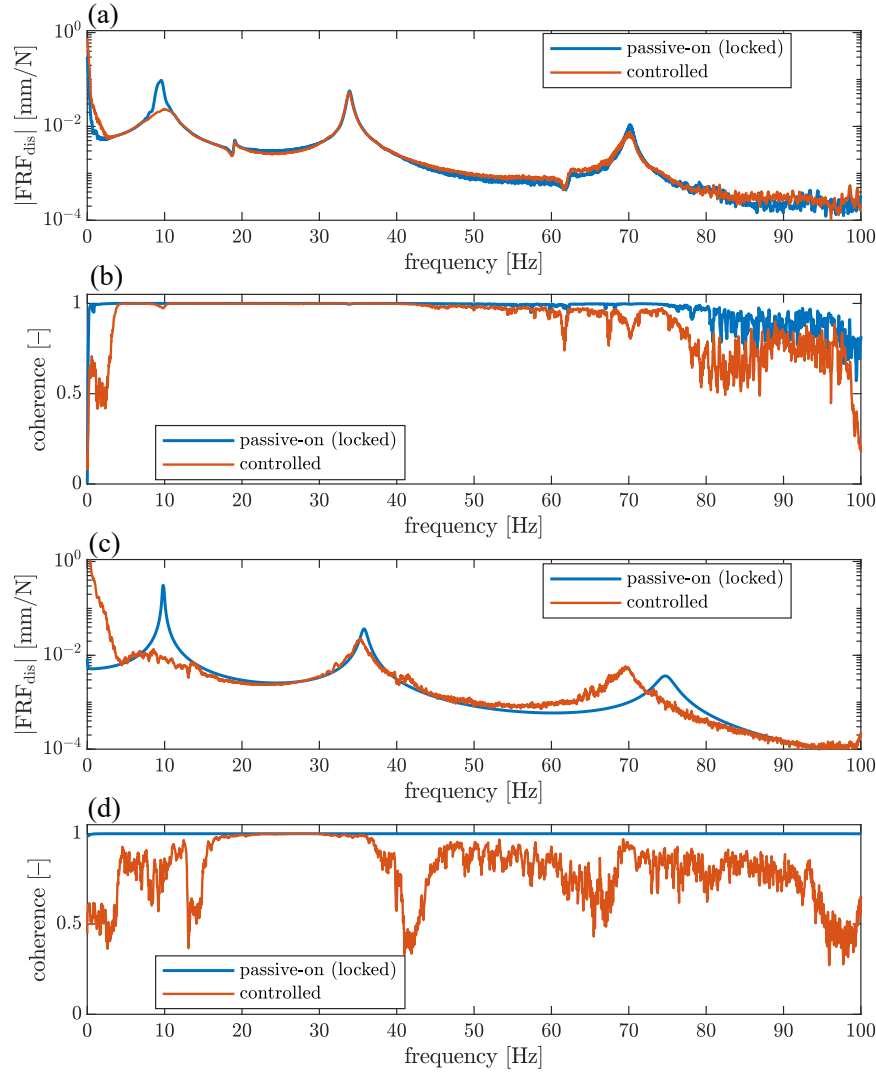 (a)
10^0
10^-2
10^-4
|FRF_dis| [mm/N]
passive-on (locked)
controlled
0 10 20 30 40 50 60 70 80 90 100
frequency [Hz]
(b)
1
0.5
0
coherence [–]
passive-on (locked)
controlled
0 10 20 30 40 50 60 70 80 90 100
frequency [Hz]
(c)
10^0
10^-2
10^-4
|FRF_dis| [mm/N]
passive-on (locked)
controlled
0 10 20 30 40 50 60 70 80 90 100
frequency [Hz]
(d)
1
0.5
0
coherence [–]
passive-on (locked)
controlled
0 10 20 30 40 50 60 70 80 90 100
frequency [Hz]